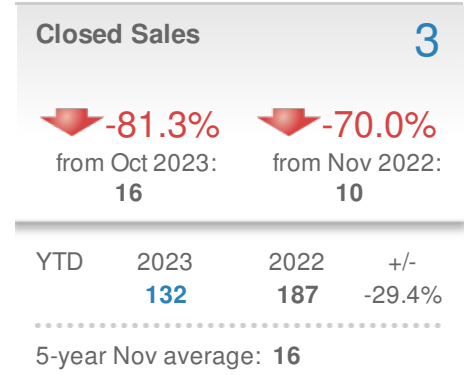 Closed Sales 3
-81.3% -70.0%
from Oct 2023: from Nov 2022:
16 10
YTD 2023 2022 +/-
132 187 -29.4%
5-year Nov average: 16